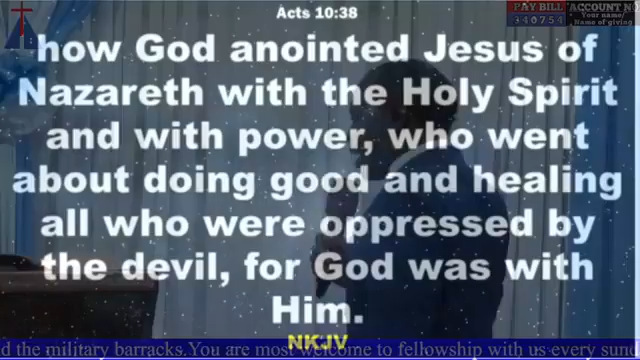 Acts 10:38
PAY BILL
ACCOUNT NO
340754
Your name/
Name of giving
how God anointed Jesus of
Nazareth with the Holy Spirit
and with power, who went
about doing good and healing
all who were oppressed by
the devil, for God was with
Him.
NKJV
d the military barracks.You are most welcome to fellowship with us every sund